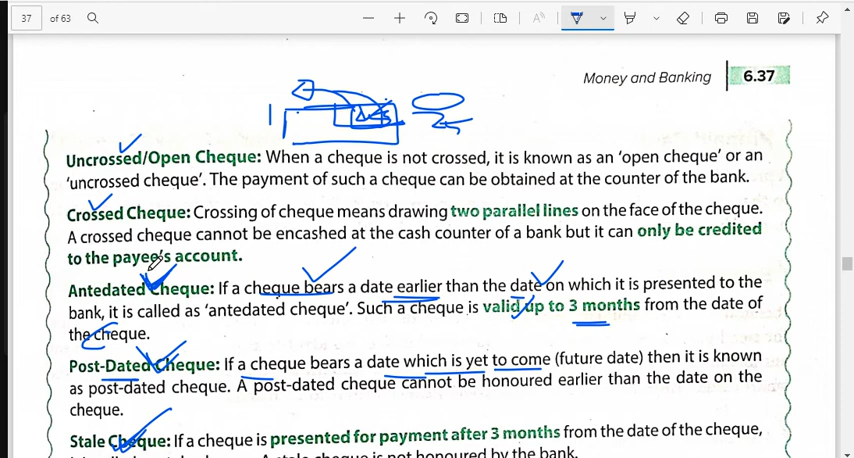 37 of 63
Money and Banking 6.37
Uncrossed/Open Cheque: When a cheque is not crossed, it is known as an ‘open cheque’ or an
‘uncrossed cheque’. The payment of such a cheque can be obtained at the counter of the bank.
Crossed Cheque: Crossing of cheque means drawing two parallel lines on the face of the cheque.
A crossed cheque cannot be encashed at the cash counter of a bank but it can only be credited
to the payee's account.
Antedated Cheque: If a cheque bears a date earlier than the date on which it is presented to the
bank, it is called as ‘antedated cheque’. Such a cheque is valid up to 3 months from the date of
the cheque.
Post-Dated Cheque: If a cheque bears a date which is yet to come (future date) then it is known
as post-dated cheque. A post-dated cheque cannot be honoured earlier than the date on the
cheque.
Stale Cheque: If a cheque is presented for payment after 3 months from the date of the cheque,
A stale cheque is not honoured by the bank.